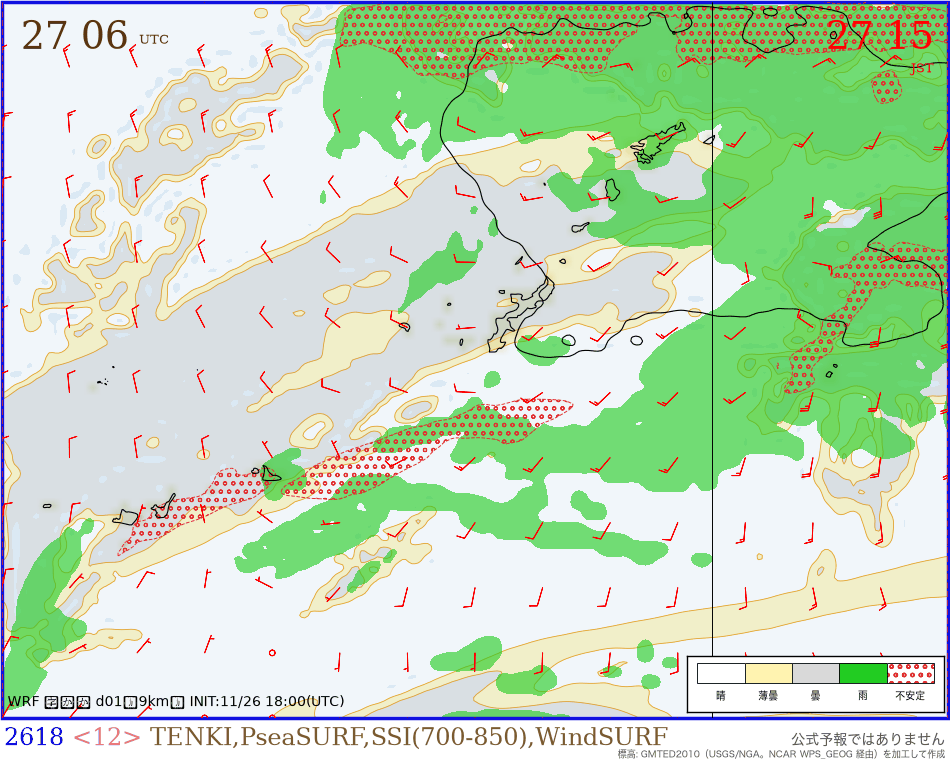 27 06 UTC
27 15
JST
晴 薄曇 曇 雨 不安定
WRF d01 9km INIT:11/26 18:00(UTC)
2618 <12> TENKI,PseaSURF,SSI(700-850),WindSURF
公式予報ではありません
標高: GMTED2010（USGS/NGA。NCAR WPS_GEOG 経由）を加工して作成